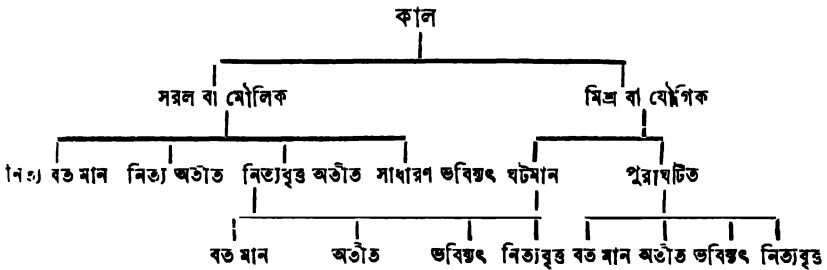 কাল
সরল বা মৌলিক মিশ্র বা যৌগিক
নিত্য বর্তমান নিত্য অতীত নিত্যবৃত্ত অতীত সাধারণ ভবিষ্যৎ ঘটমান পুরাঘটিত
বর্তমান অতীত ভবিষ্যৎ নিত্যবৃত্ত বর্তমান অতীত ভবিষ্যৎ নিত্যবৃত্ত